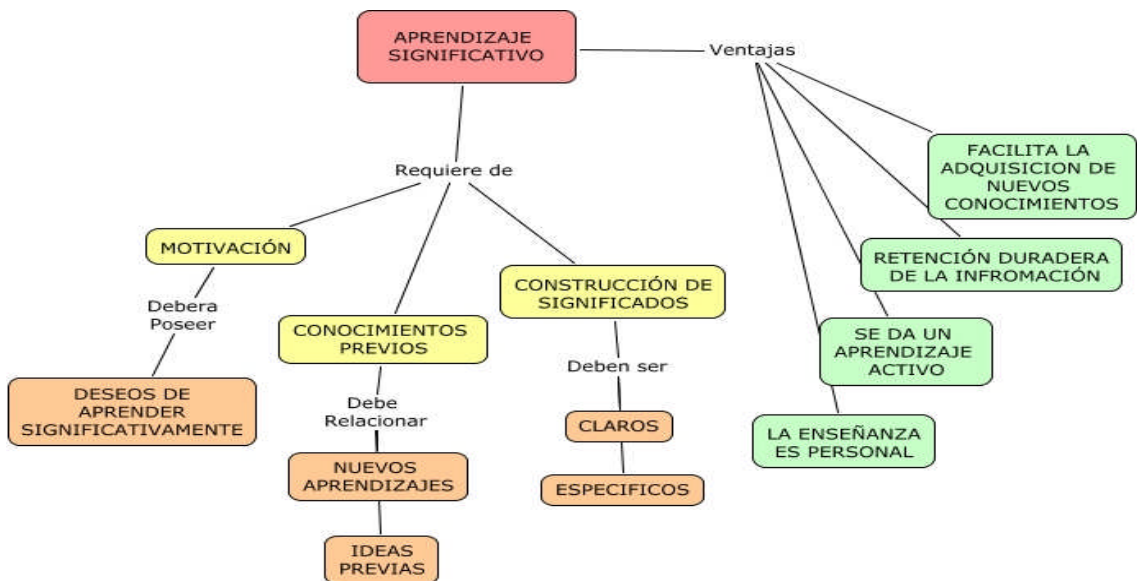 APRENDIZAJE
SIGNIFICATIVO
Ventajas
Requiere de
MOTIVACIÓN
Debera
Poseer
DESEOS DE
APRENDER
SIGNIFICATIVAMENTE
CONOCIMIENTOS
PREVIOS
Debe
Relacionar
NUEVOS
APRENDIZAJES
IDEAS
PREVIAS
CONSTRUCCIÓN DE
SIGNIFICADOS
Deben ser
CLAROS
ESPECIFICOS
FACILITA LA
ADQUISICION DE
NUEVOS
CONOCIMIENTOS
RETENCIÓN DURADERA
DE LA INFROMACIÓN
SE DA UN
APRENDIZAJE
ACTIVO
LA ENSEÑANZA
ES PERSONAL